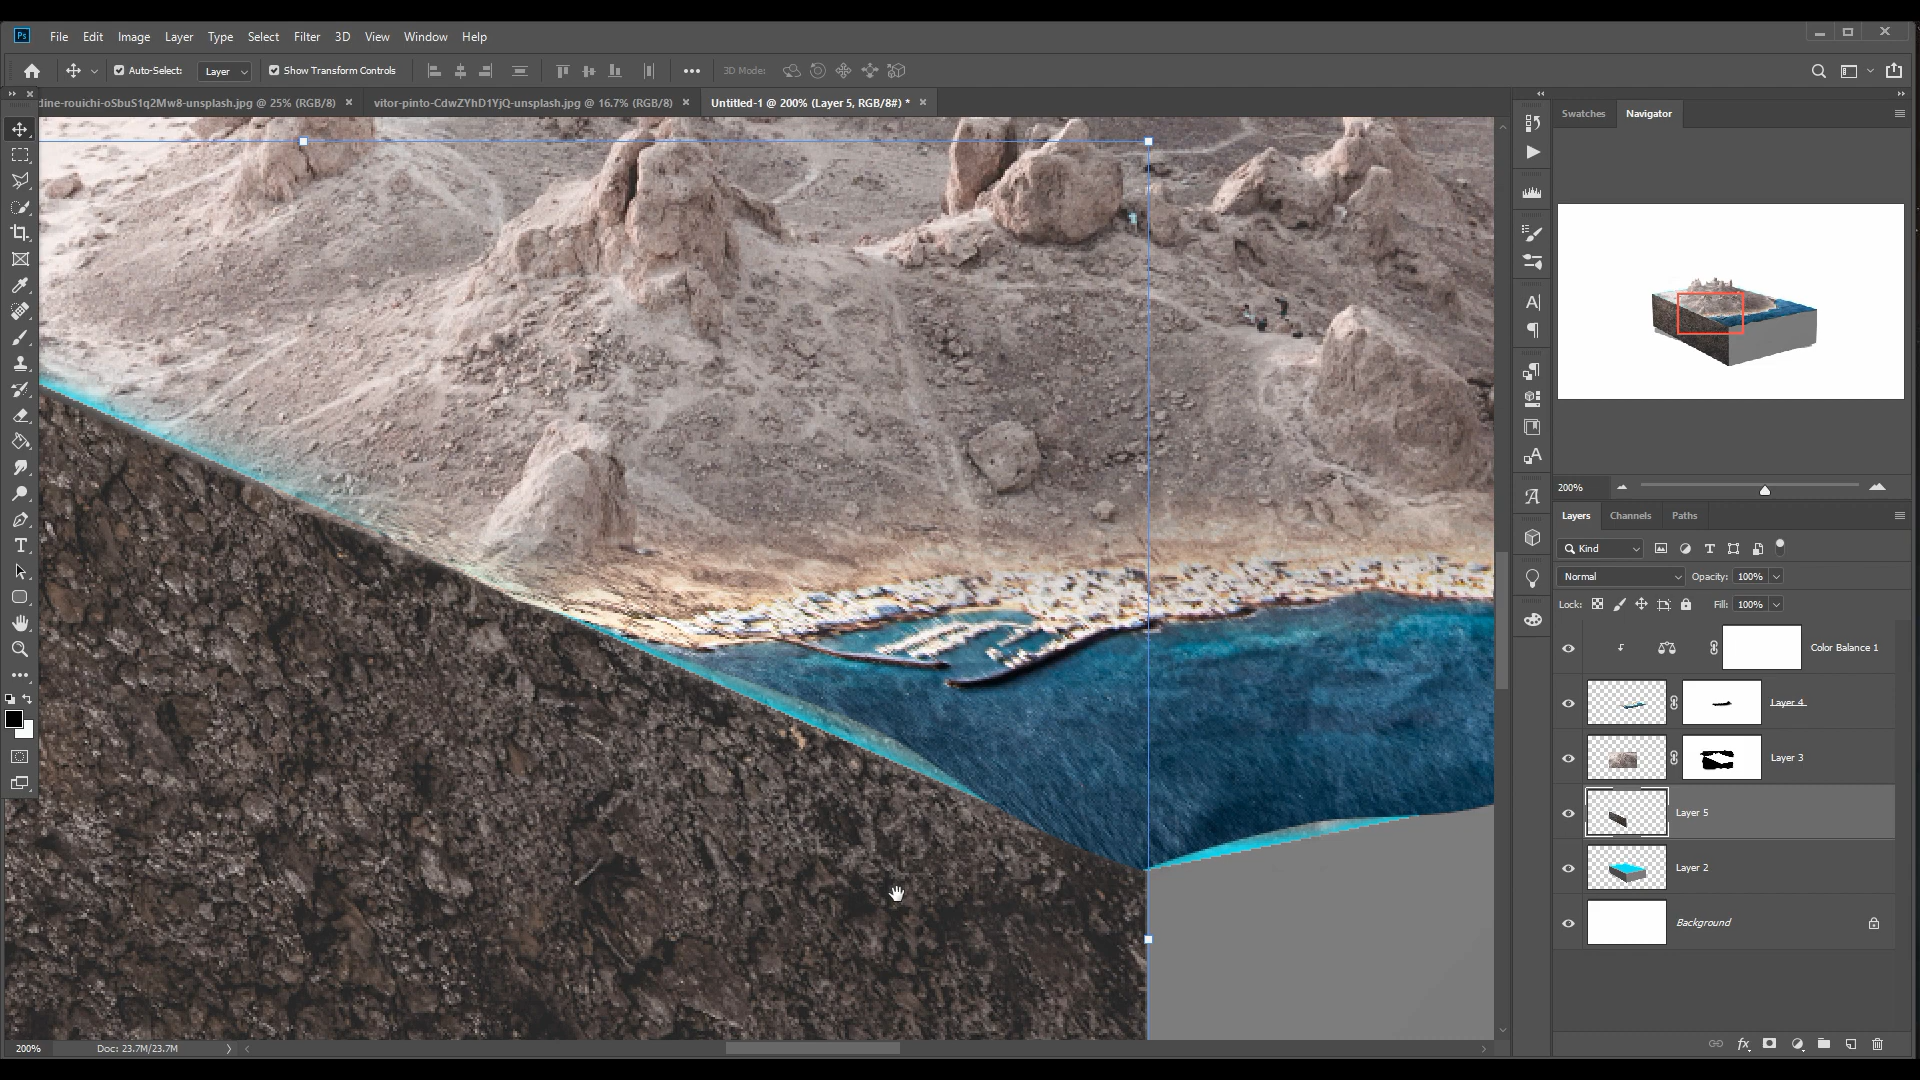 Ps File Edit Image Layer Type Select Filter 3D View Window Help
Auto-Select: Layer Show Transform Controls 3D Mode:
dine-rouichi-oSbuS1q2Mw8-unsplash.jpg @ 25% (RGB/8) × vitor-pinto-CdwZYhD1YjQ-unsplash.jpg @ 16.7% (RGB/8) × Untitled-1 @ 200% (Layer 5, RGB/8#) * ×
Swatches Navigator
200%
Layers Channels Paths
Kind
Normal Opacity: 100%
Lock: Fill: 100%
Color Balance 1
Layer 4
Layer 3
Layer 5
Layer 2
Background
200% Doc: 23.7M/23.7M